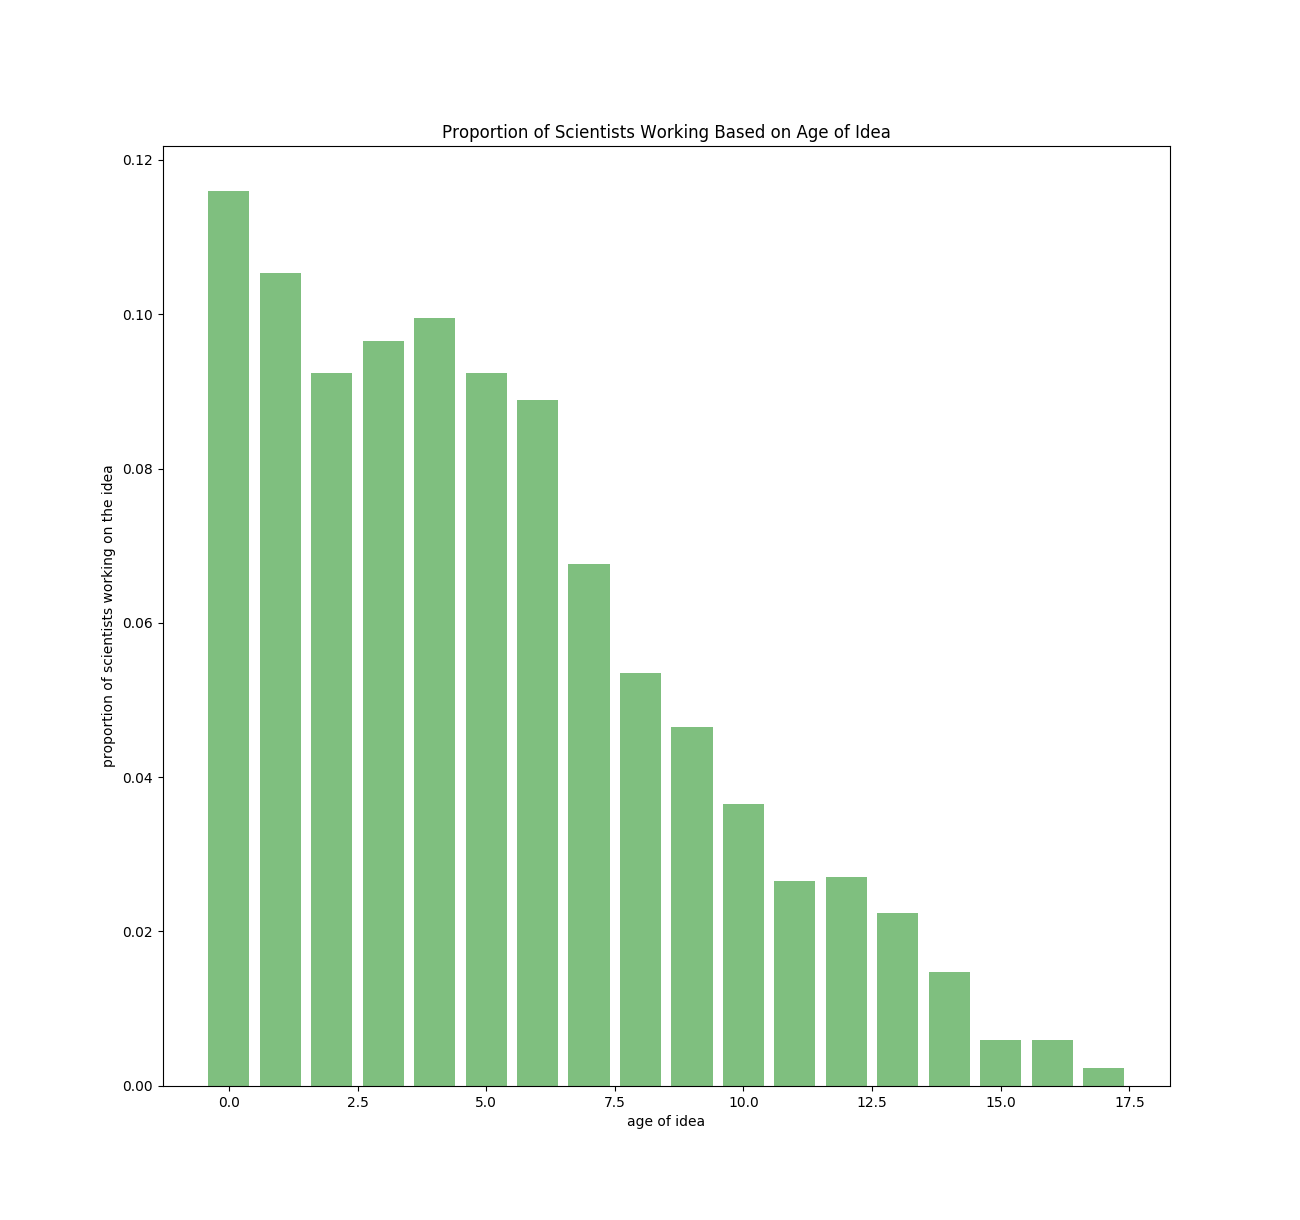 Proportion of Scientists Working Based on Age of Idea
0.12
0.10
0.08
0.06
0.04
0.02
0.00
proportion of scientists working on the idea
0.0 2.5 5.0 7.5 10.0 12.5 15.0 17.5
age of idea